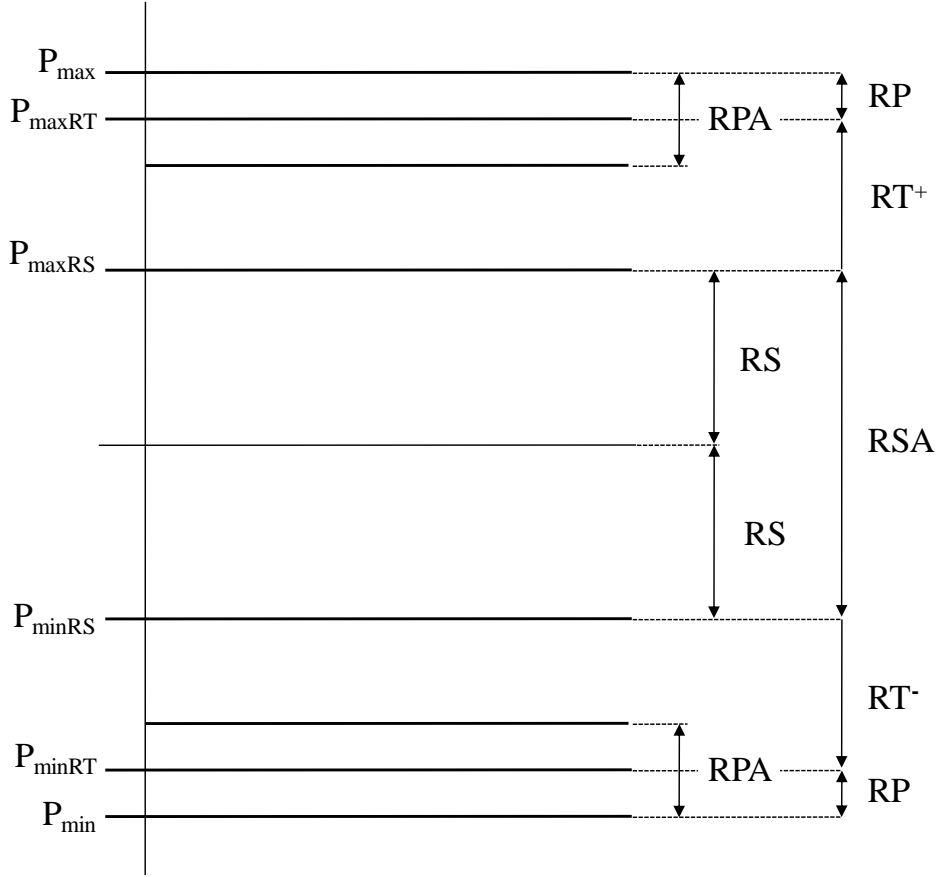 P_max
RP
P_maxRT
RPA
RT⁺
P_maxRS
RS
RSA
RS
P_minRS
RT⁻
P_minRT
RPA
RP
P_min